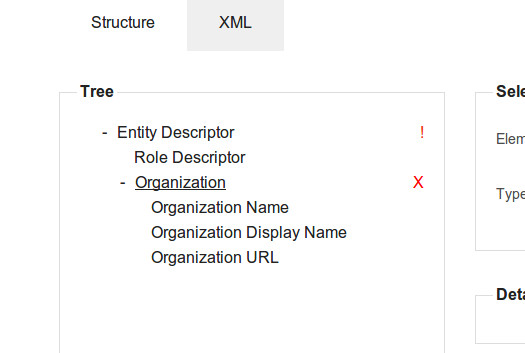 Structure XML
Tree
- Entity Descriptor !
Role Descriptor
- Organization X
Organization Name
Organization Display Name
Organization URL
Sele
Elem
Type
Deta